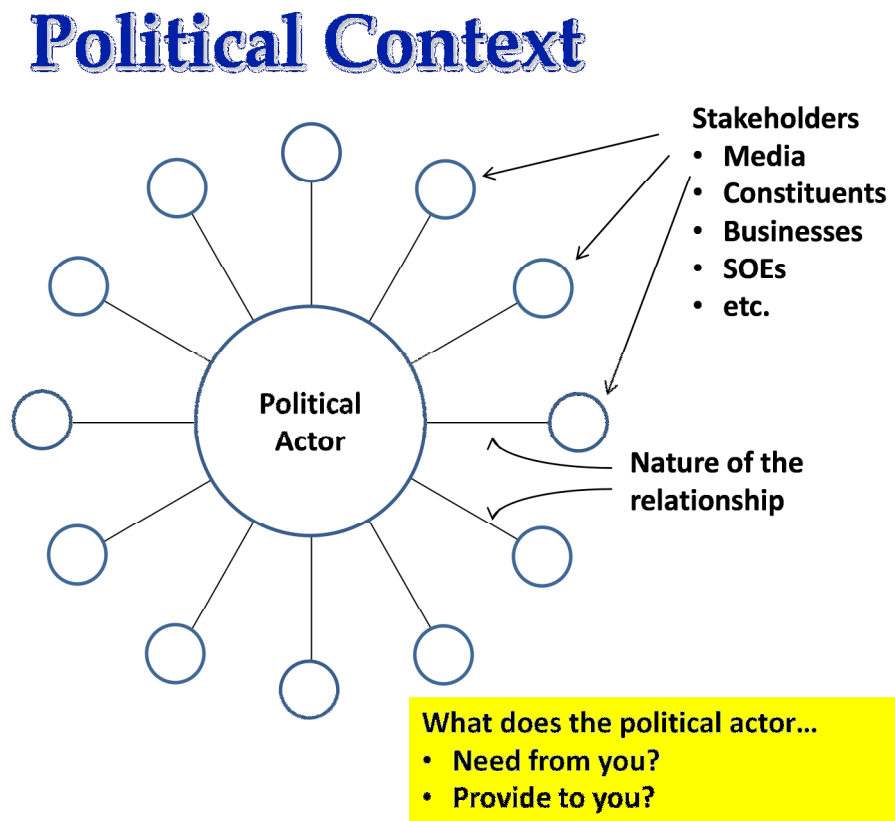 Political Context
Stakeholders
• Media
• Constituents
• Businesses
• SOEs
• etc.
Political
Actor
Nature of the
relationship
What does the political actor...
• Need from you?
• Provide to you?